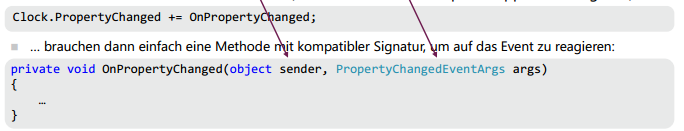 Clock.PropertyChanged += OnPropertyChanged;
… brauchen dann einfach eine Methode mit kompatibler Signatur, um auf das Event zu reagieren:
private void OnPropertyChanged(object sender, PropertyChangedEventArgs args)
{
…
}